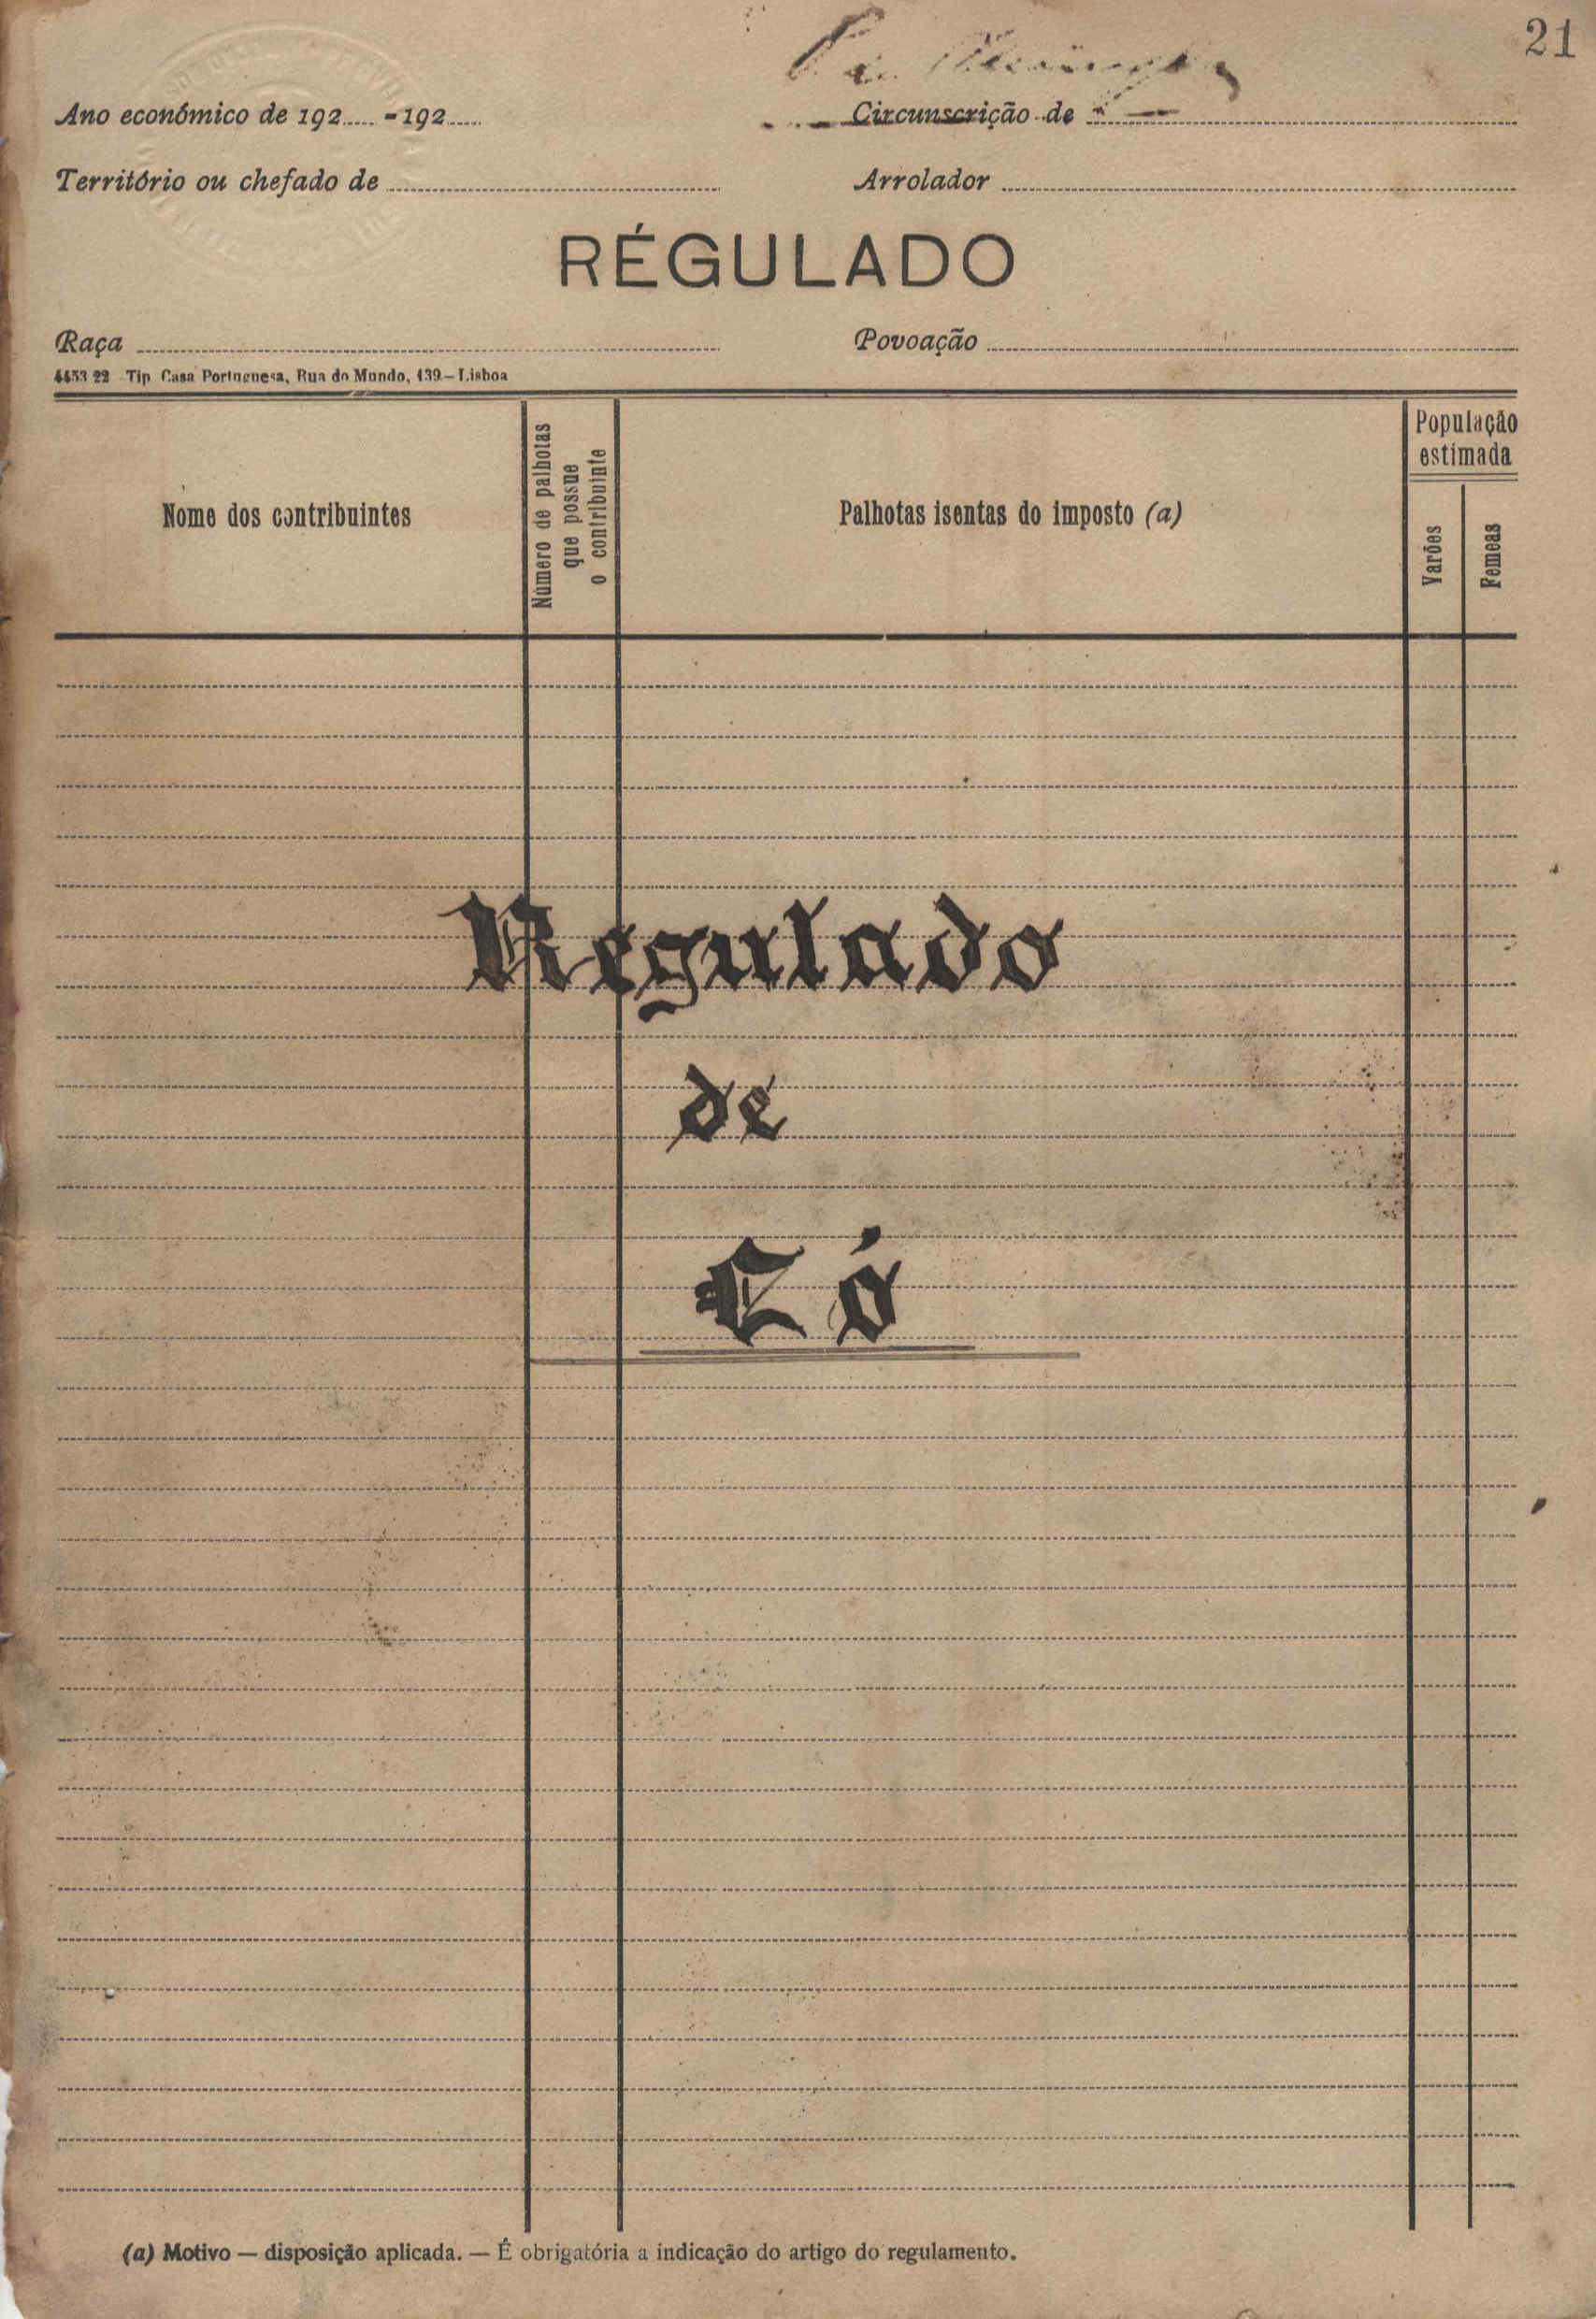 21
Ano económico de 192..... - 192.....
Circunscrição de
Território ou chefado de
Arrolador
RÉGULADO
Raça
Povoação
4453 22 Tip Casa Portuguesa, Rua do Mundo, 139–Lisboa
Nome dos contribuintes
Número de palhotas
que possue
o contribuinte
Palhotas isentas do imposto (a)
População
estimada
Varões
Femeas
Regulado
de
Có
(a) Motivo — disposição aplicada. — É obrigatória a indicação do artigo do regulamento.